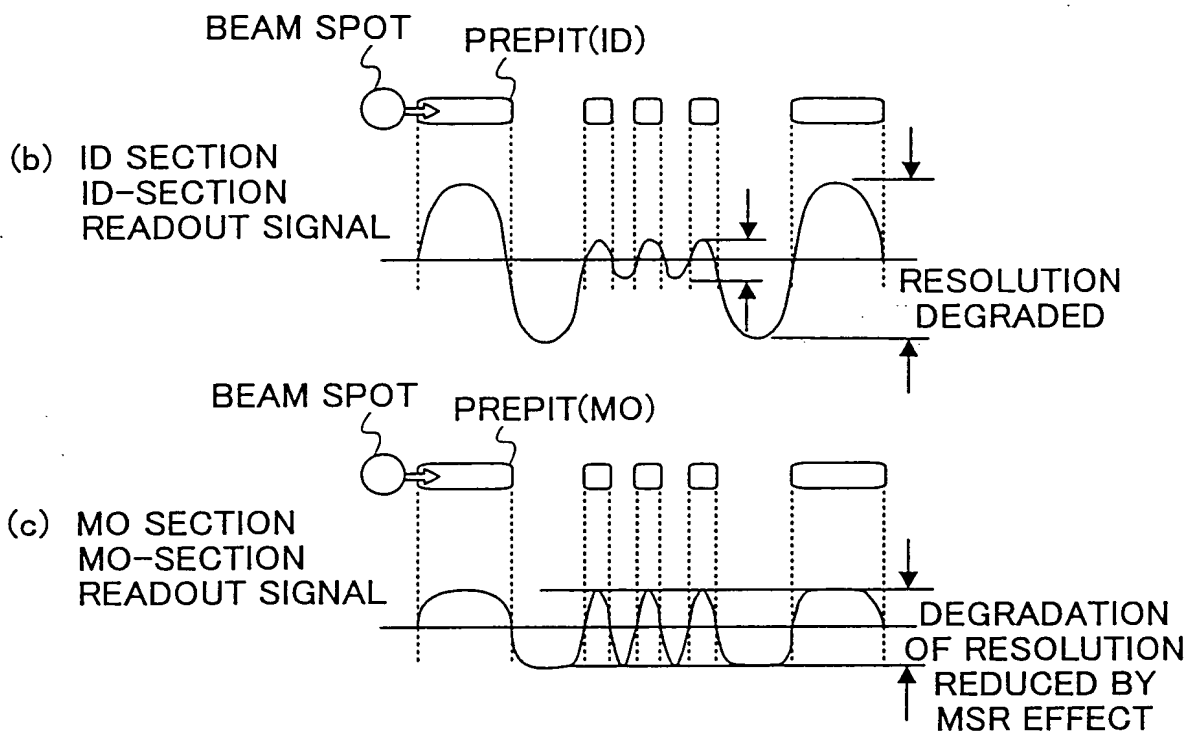 BEAM SPOT
PREPIT(ID)
(b) ID SECTION
ID-SECTION
READOUT SIGNAL
RESOLUTION
DEGRADED
BEAM SPOT
PREPIT(MO)
(c) MO SECTION
MO-SECTION
READOUT SIGNAL
DEGRADATION
OF RESOLUTION
REDUCED BY
MSR EFFECT